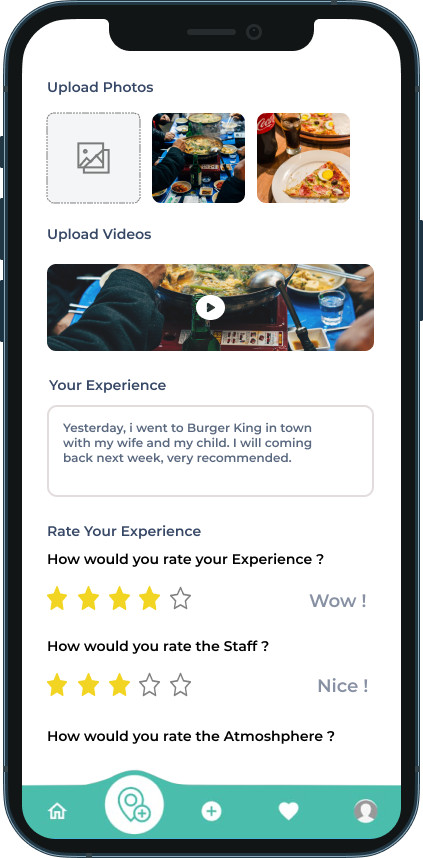 Upload Photos
Upload Videos
Your Experience
Yesterday, i went to Burger King in town
with my wife and my child. I will coming
back next week, very recommended.
Rate Your Experience
How would you rate your Experience ?
Wow !
How would you rate the Staff ?
Nice !
How would you rate the Atmoshphere ?